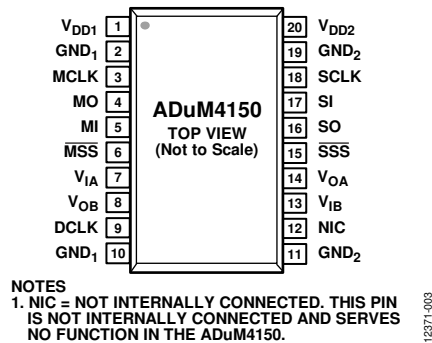 VDD1 1 20 VDD2
GND1 2 19 GND2
MCLK 3 18 SCLK
MO 4 17 SI
MI 5 16 SO
MSS 6 15 SSS
VIA 7 14 VOA
VOB 8 13 VIB
DCLK 9 12 NIC
GND1 10 11 GND2
ADuM4150
TOP VIEW
(Not to Scale)
NOTES
1. NIC = NOT INTERNALLY CONNECTED. THIS PIN
IS NOT INTERNALLY CONNECTED AND SERVES
NO FUNCTION IN THE ADuM4150.
12371-003